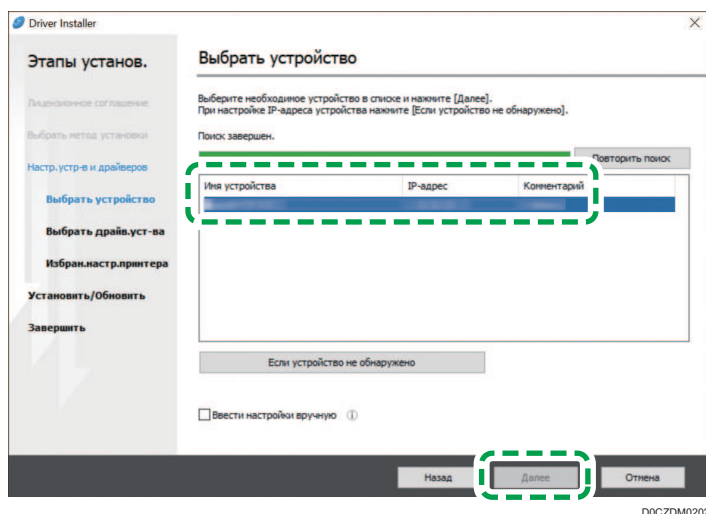 Driver Installer
Этапы установ.
Лицензионное соглашение
Выбрать метод установки
Настр.устр-в и драйверов
Выбрать устройство
Выбрать драйв.уст-ва
Избран.настр.принтера
Установить/Обновить
Завершить
Выбрать устройство
Выберите необходимое устройство в списке и нажмите [Далее].
При настройке IP-адреса устройства нажмите [Если устройство не обнаружено].
Поиск завершен.
Повторить поиск
Имя устройства IP-адрес Комментарий
Если устройство не обнаружено
Ввести настройки вручную
Назад Далее Отмена